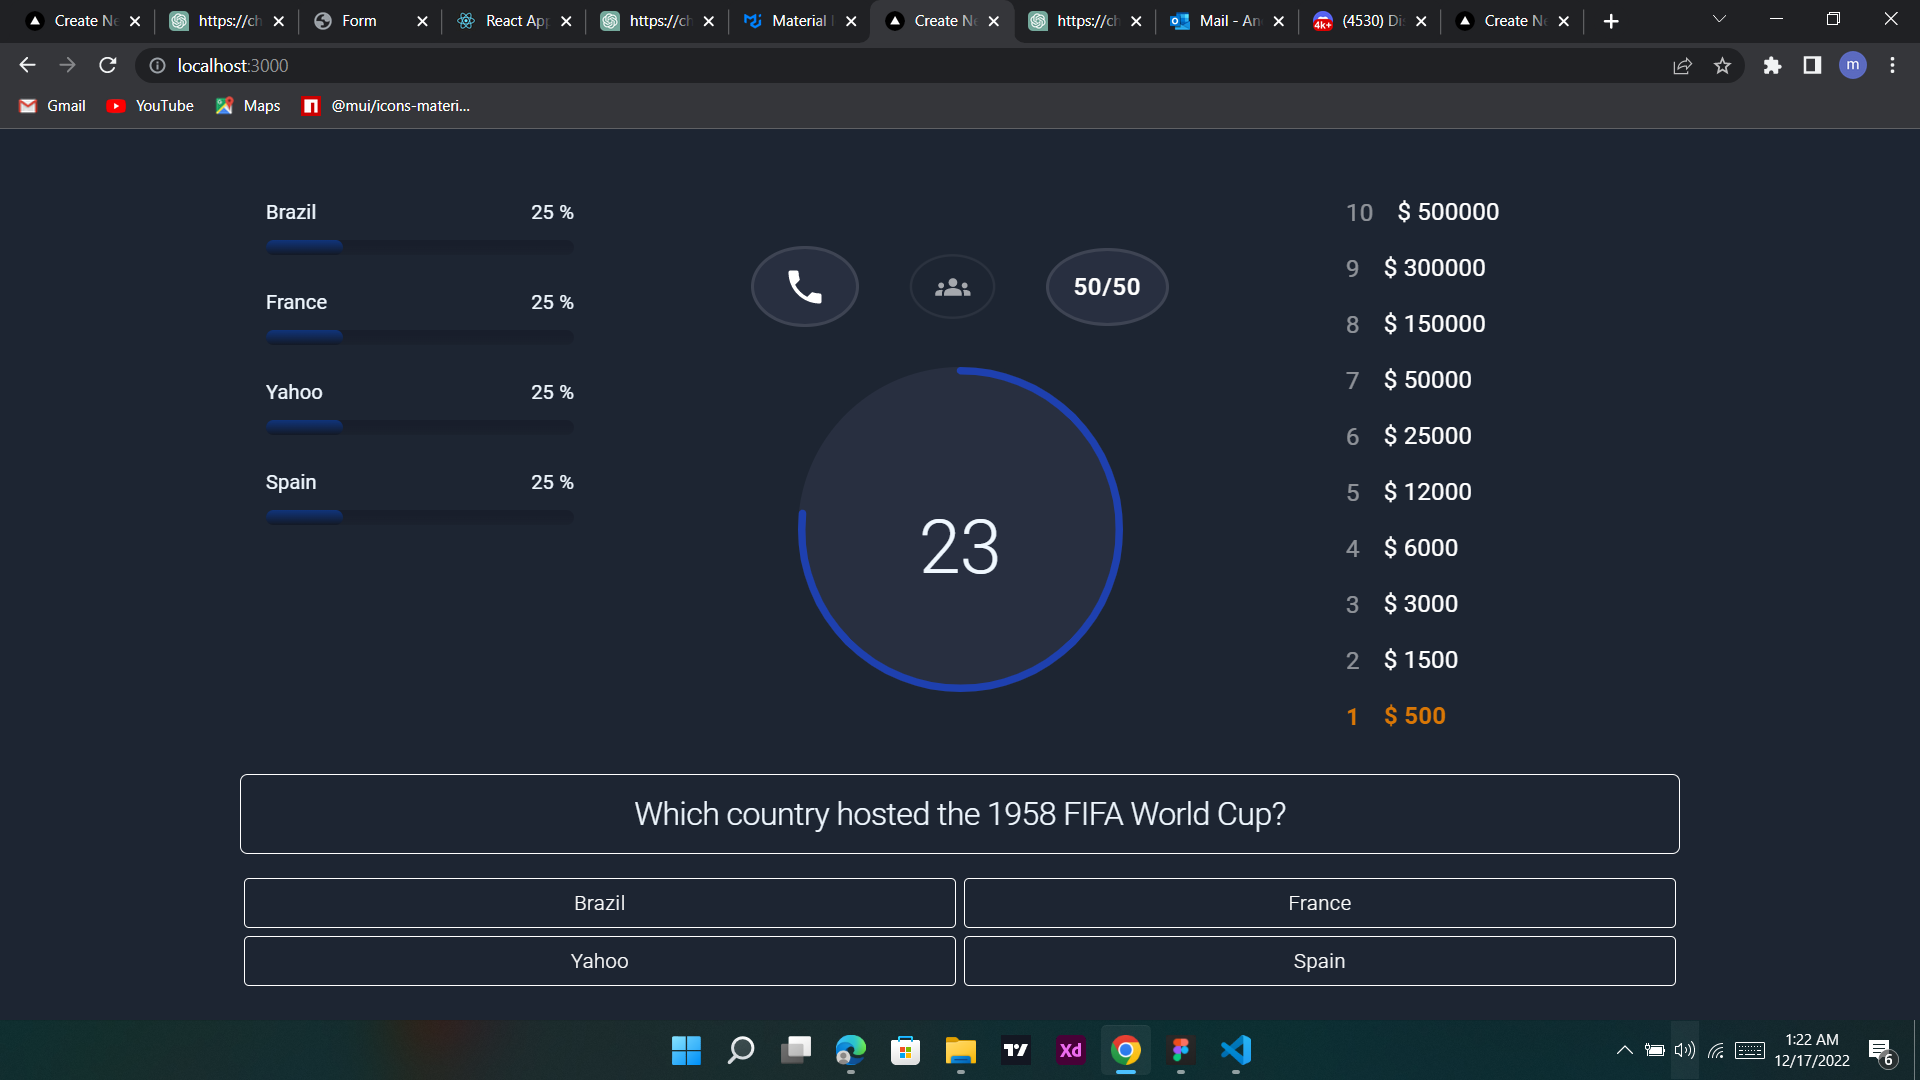 Create Ne
https://ch
Form
React App
https://ch
Material
Create Ne
https://ch
Mail - An
(4530) Di
Create Ne
localhost:3000
m
Gmail
YouTube
Maps
@mui/icons-materi...
Brazil 25 %
France 25 %
Yahoo 25 %
Spain 25 %
50/50
23
10 $ 500000
9 $ 300000
8 $ 150000
7 $ 50000
6 $ 25000
5 $ 12000
4 $ 6000
3 $ 3000
2 $ 1500
1 $ 500
Which country hosted the 1958 FIFA World Cup?
Brazil
France
Yahoo
Spain
Xd
1:22 AM
12/17/2022
6